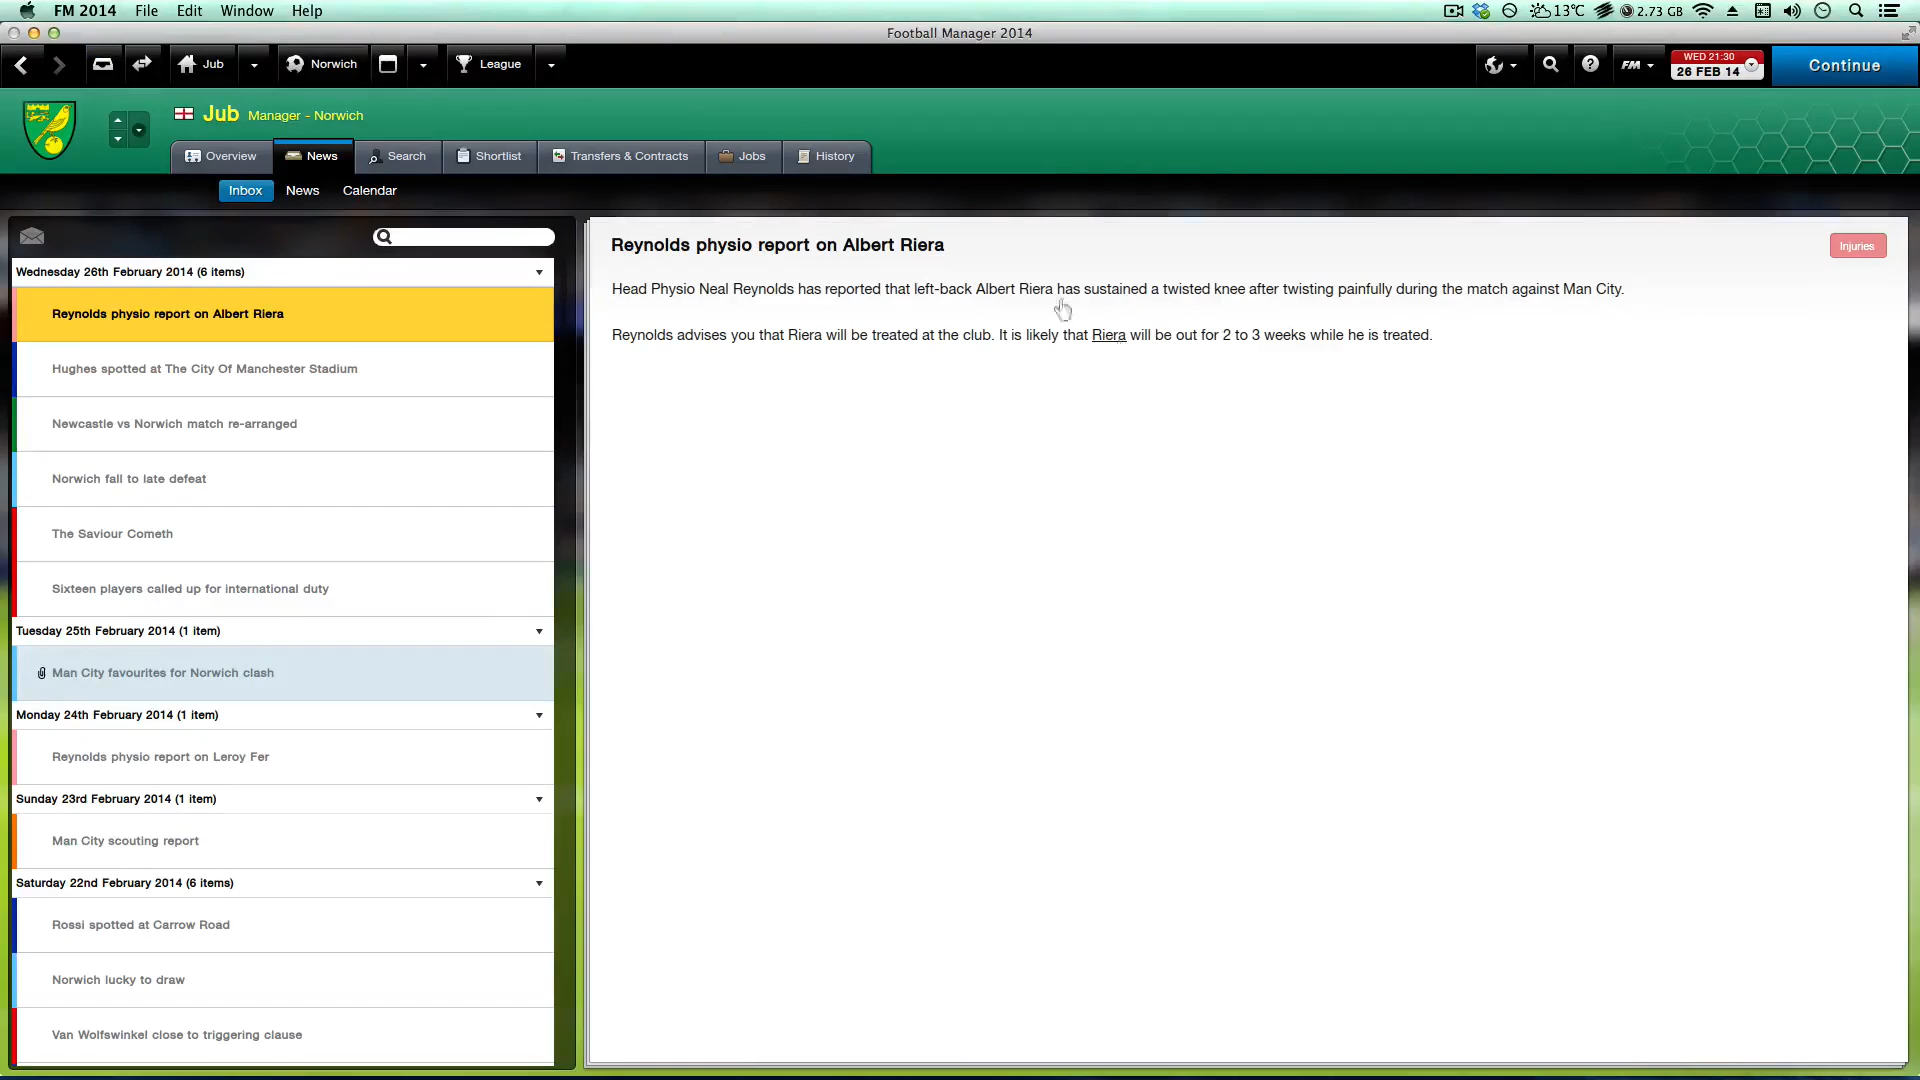 FM 2014 File Edit Window Help 13°C 2.73 GB
Football Manager 2014
Jub Norwich League FM WED 21:30 26 FEB 14 Continue
Jub Manager - Norwich
Overview News Search Shortlist Transfers & Contracts Jobs History
Inbox News Calendar
Wednesday 26th February 2014 (6 items)
Reynolds physio report on Albert Riera
Hughes spotted at The City Of Manchester Stadium
Newcastle vs Norwich match re-arranged
Norwich fall to late defeat
The Saviour Cometh
Sixteen players called up for international duty
Tuesday 25th February 2014 (1 item)
Man City favourites for Norwich clash
Monday 24th February 2014 (1 item)
Reynolds physio report on Leroy Fer
Sunday 23rd February 2014 (1 item)
Man City scouting report
Saturday 22nd February 2014 (6 items)
Rossi spotted at Carrow Road
Norwich lucky to draw
Van Wolfswinkel close to triggering clause
Reynolds physio report on Albert Riera Injuries
Head Physio Neal Reynolds has reported that left-back Albert Riera has sustained a twisted knee after twisting painfully during the match against Man City.
Reynolds advises you that Riera will be treated at the club. It is likely that Riera will be out for 2 to 3 weeks while he is treated.